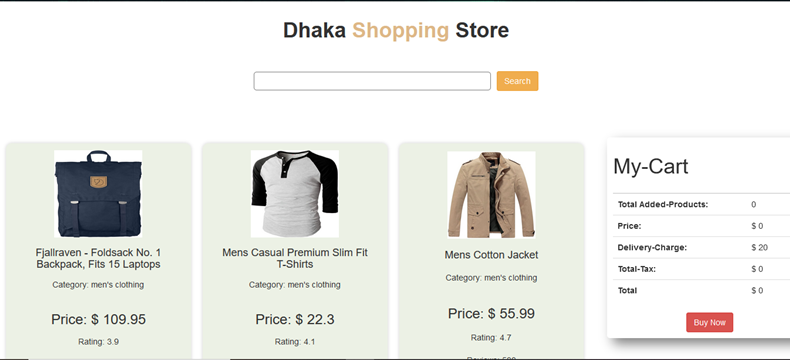 Dhaka Shopping Store
Search
Fjallraven - Foldsack No. 1
Backpack, Fits 15 Laptops
Category: men's clothing
Price: $ 109.95
Rating: 3.9
Mens Casual Premium Slim Fit
T-Shirts
Category: men's clothing
Price: $ 22.3
Rating: 4.1
Mens Cotton Jacket
Category: men's clothing
Price: $ 55.99
Rating: 4.7
My-Cart
Total Added-Products: 0
Price: $ 0
Delivery-Charge: $ 20
Total-Tax: $ 0
Total $ 0
Buy Now